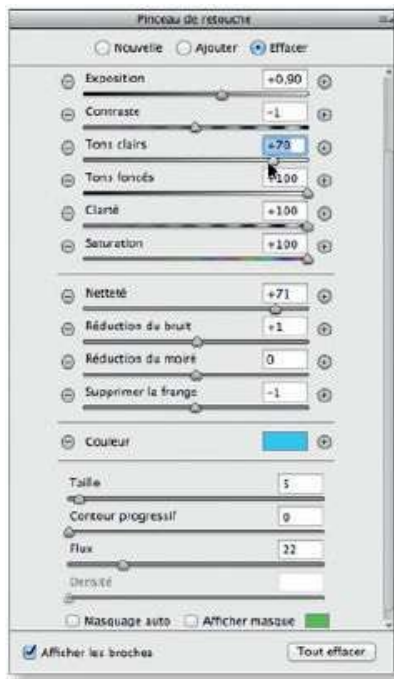 Pinceau de retouche
Nouvelle Ajouter Effacer
Exposition +0,90
Contraste -1
Tons clairs +70
Tons foncés +100
Clarté +100
Saturation +100
Netteté +71
Réduction du bruit +1
Réduction du moiré 0
Supprimer la frange -1
Couleur
Taille 5
Contour progressif 0
Flux 22
Densité
Masquage auto Afficher masque
Afficher les broches Tout effacer